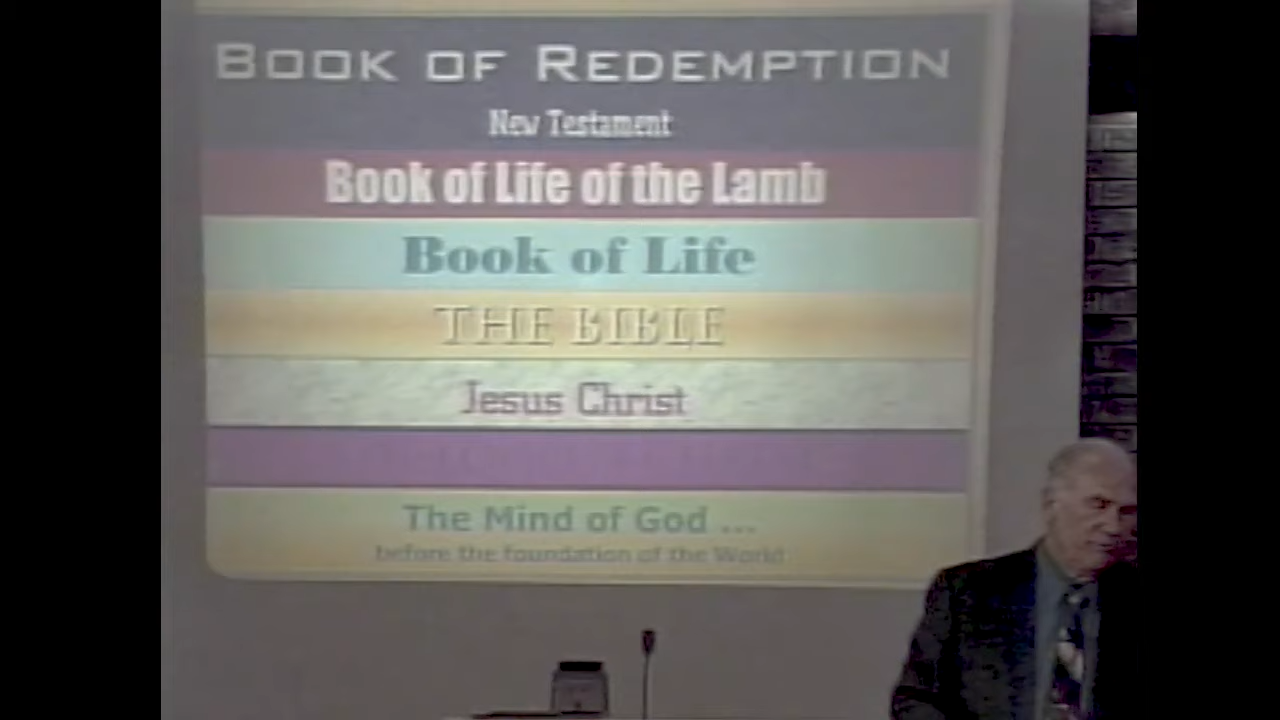 BOOK OF REDEMPTION
New Testament
Book of Life of the Lamb
Book of Life
THE BIBLE
Jesus Christ
The Mind of God ...
before the foundation of the World